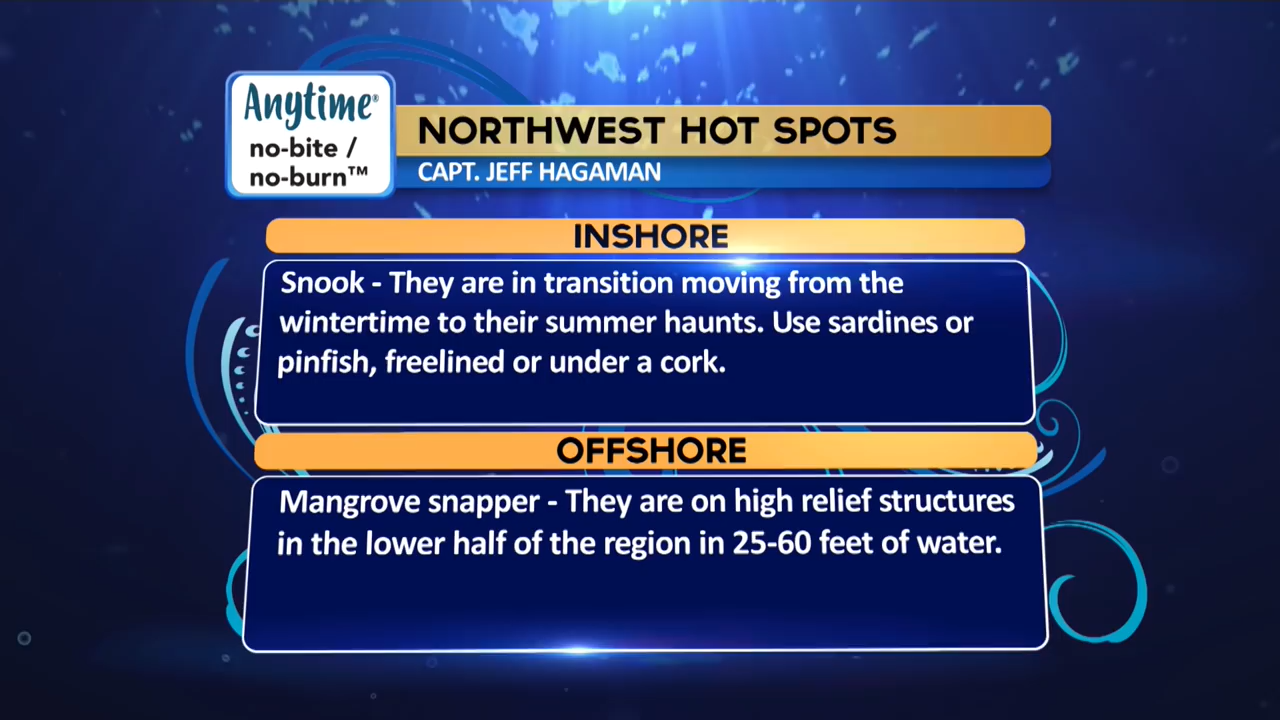 Anytime®
no-bite /
no-burn™
NORTHWEST HOT SPOTS
CAPT. JEFF HAGAMAN
INSHORE
Snook - They are in transition moving from the
wintertime to their summer haunts. Use sardines or
pinfish, freelined or under a cork.
OFFSHORE
Mangrove snapper - They are on high relief structures
in the lower half of the region in 25-60 feet of water.